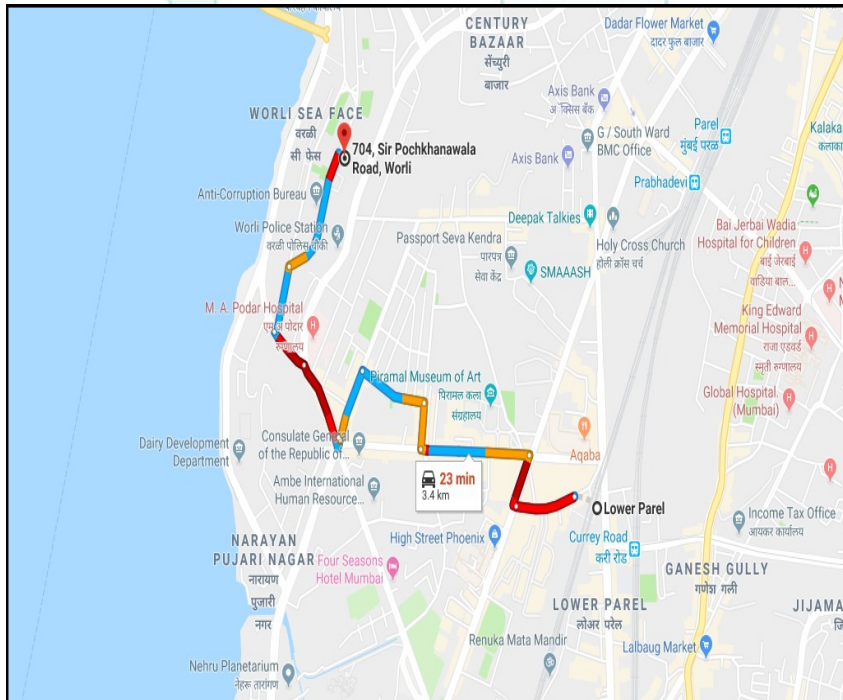 CENTURY
BAZAAR
सेंच्युरी
बाजार
Dadar Flower Market
दादर फुल बाजार
Axis Bank
अ‍ॅक्सिस बँक
WORLI SEA FACE
वरळी
सी फेस
704, Sir Pochkhanawala
Road, Worli
G / South Ward
BMC Office
Parel
मुंबई परळ
Kalaka
Axis Bank
Prabhadevi
Anti-Corruption Bureau
Deepak Talkies
Worli Police Station
वरळी पोलिस चौकी
Passport Seva Kendra
पारपत्र
सेवा केंद्र
Holy Cross Church
होली क्रॉस चर्च
SMAAASH
Bai Jerbai Wadia
Hospital for Children
बाई जेरबाई
वाडिया बाल...
M. A. Podar Hospital
एम अ पोदार
रुग्णालय
King Edward
Memorial Hospital
राजा एडवर्ड
स्मृती रुग्णालय
Piramal Museum of Art
पिरामल कला
संग्रहालय
Global Hospital.
(Mumbai)
Dairy Development
Department
Consulate General
of the Republic of...
Aqaba
23 min
3.4 km
Ambe International
Human Resource...
Lower Parel
Income Tax Office
आयकर कार्यालय
High Street Phoenix
Currey Road
करी रोड
NARAYAN
PUJARI NAGAR
नारायण
पुजारी
नगर
Four Seasons
Hotel Mumbai
GANESH GULLY
गणेश गली
LOWER PAREL
लोअर परेल
JIJAMA
Renuka Mata Mandir
Lalbaug Market
Nehru Planetarium
नेहरू तारांगण